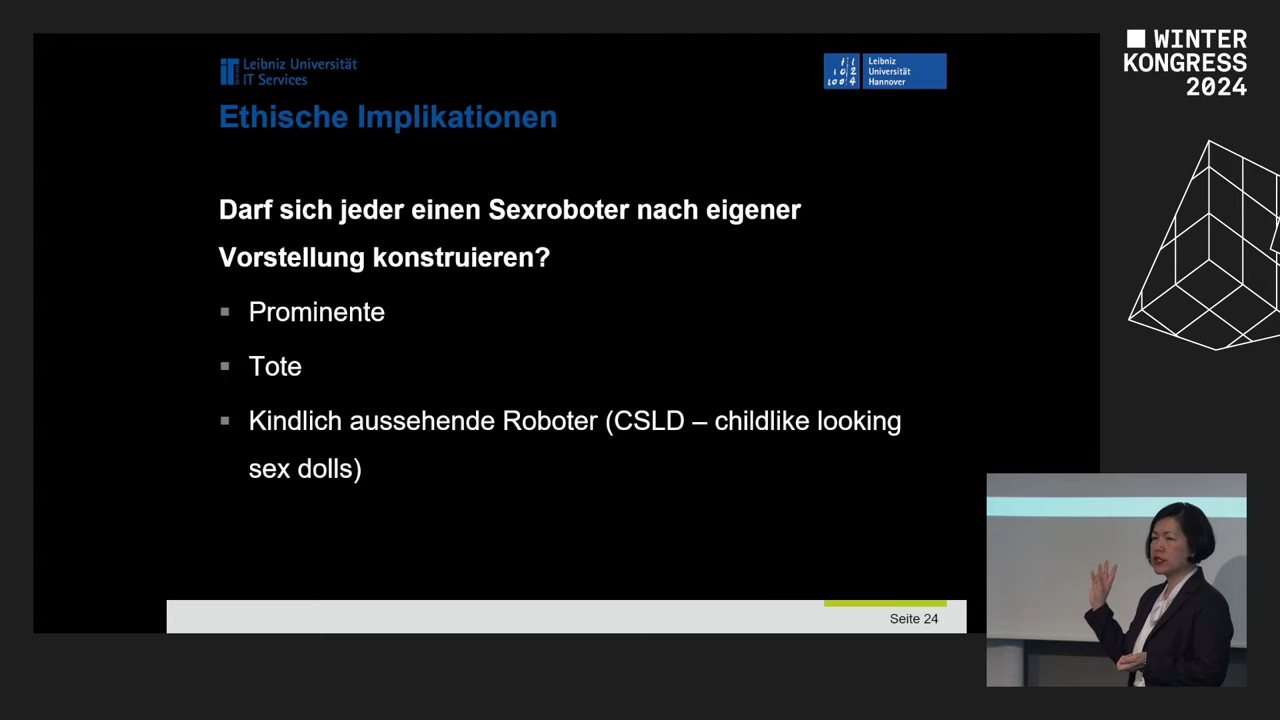 Leibniz Universität
IT Services
Leibniz
Universität
Hannover
WINTER
KONGRESS
2024
Ethische Implikationen
Darf sich jeder einen Sexroboter nach eigener
Vorstellung konstruieren?
Prominente
Tote
Kindlich aussehende Roboter (CSLD – childlike looking
sex dolls)
Seite 24